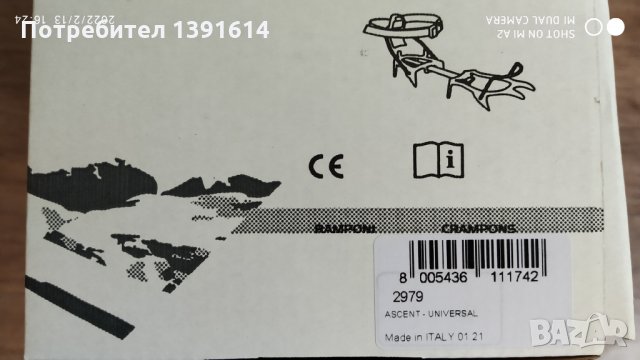 Потребител 1391614
2022/2/13 16:24
SHOT ON MI A2
MI DUAL CAMERA
CE
i
RAMPONI
CRAMPONS
8 005436 111742
2979
ASCENT - UNIVERSAL
Made in ITALY 01 21
BAZAR